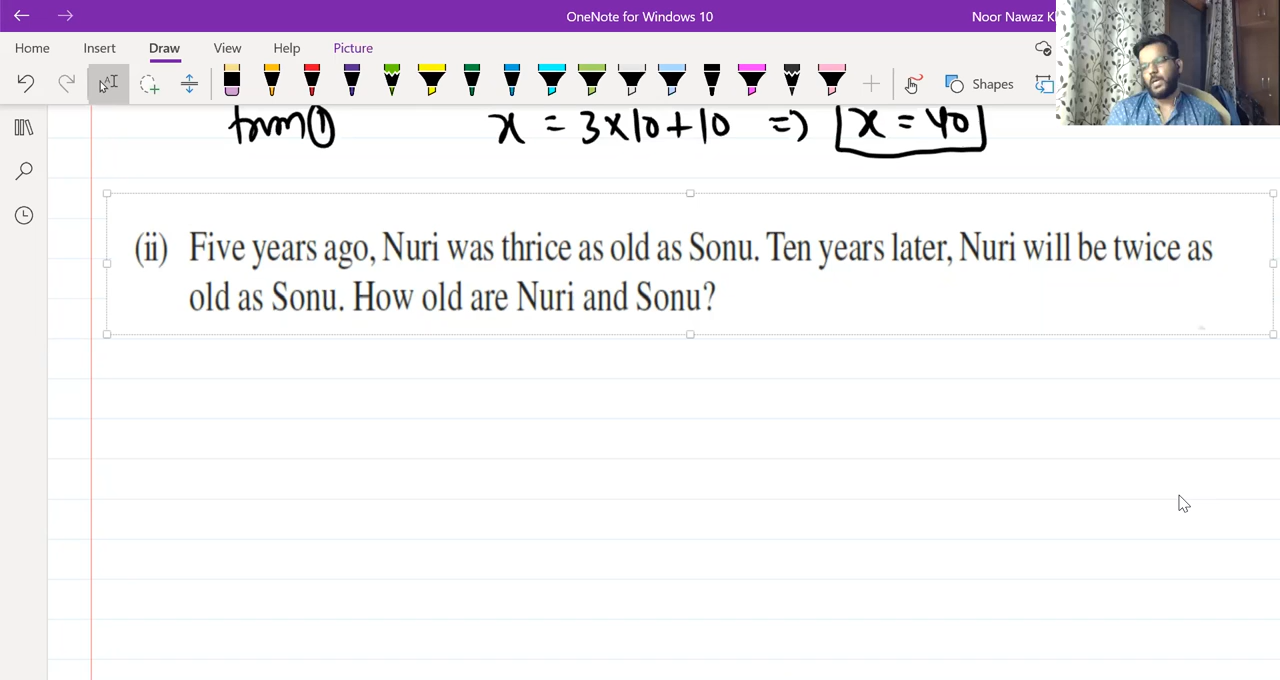 OneNote for Windows 10
Noor Nawaz
Home Insert Draw View Help Picture
Shapes
from ① x = 3x10+10 => x = 40
(ii) Five years ago, Nuri was thrice as old as Sonu. Ten years later, Nuri will be twice as
old as Sonu. How old are Nuri and Sonu?